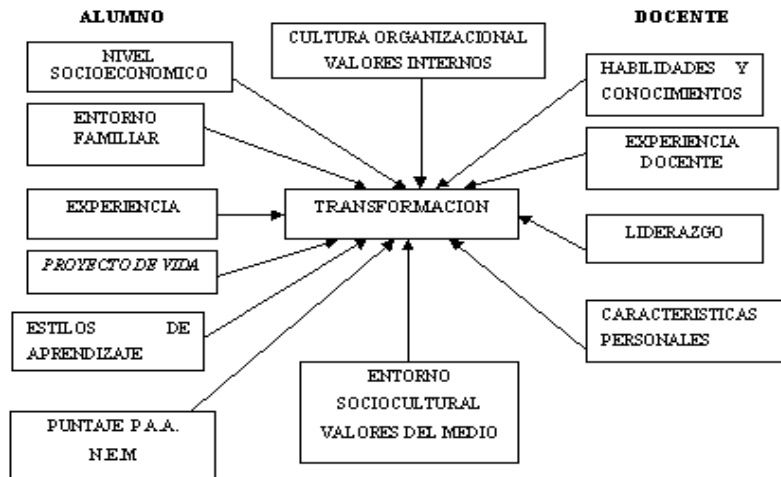 ALUMNO
DOCENTE
NIVEL
SOCIOECONOMICO
CULTURA ORGANIZACIONAL
VALORES INTERNOS
HABILIDADES Y
CONOCIMIENTOS
ENTORNO
FAMILIAR
EXPERIENCIA
DOCENTE
EXPERIENCIA
TRANSFORMACION
LIDERAZGO
PROYECTO DE VIDA
ESTILOS DE
APRENDIZAJE
CARACTERISTICAS
PERSONALES
ENTORNO
SOCIOCULTURAL
VALORES DEL MEDIO
PUNTAJE P.A.A.
N.E.M